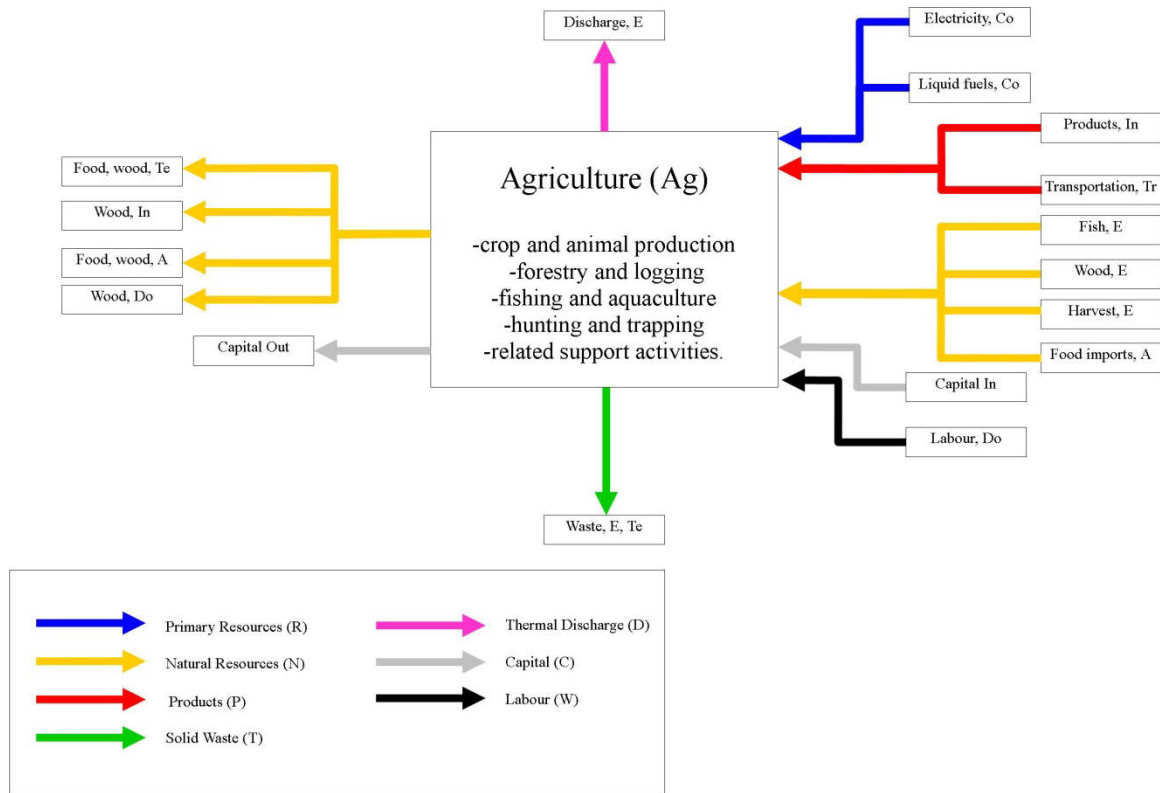 Discharge, E
Electricity, Co
Liquid fuels, Co
Products, In
Transportation, Tr
Fish, E
Wood, E
Harvest, E
Food imports, A
Capital In
Labour, Do
Agriculture (Ag)
-crop and animal production
-forestry and logging
-fishing and aquaculture
-hunting and trapping
-related support activities.
Food, wood, Te
Wood, In
Food, wood, A
Wood, Do
Capital Out
Waste, E, Te
Primary Resources (R)
Natural Resources (N)
Products (P)
Solid Waste (T)
Thermal Discharge (D)
Capital (C)
Labour (W)